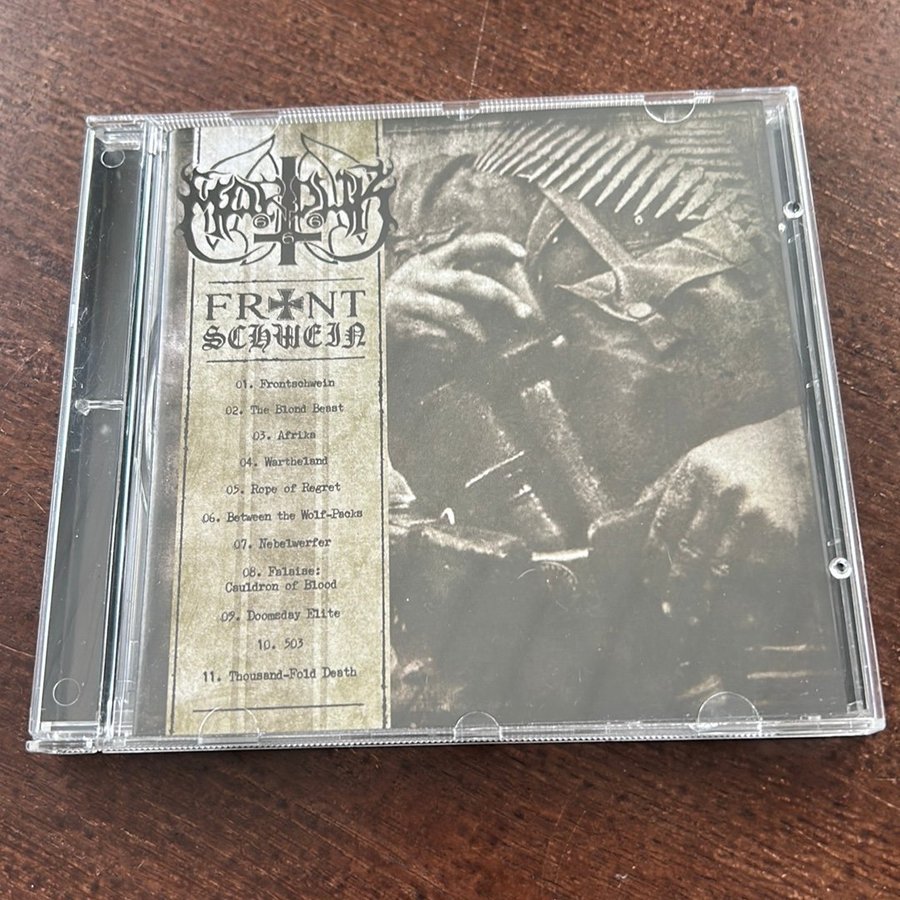 MARDUK
666
FRONT
SCHWEIN
01. Frontschwein
02. The Blond Beast
03. Afrika
04. Wartheland
05. Rope of Regret
06. Between the Wolf-Packs
07. Nebelwerfer
08. Falaise:
Cauldron of Blood
09. Doomsday Elite
10. 503
11. Thousand-Fold Death